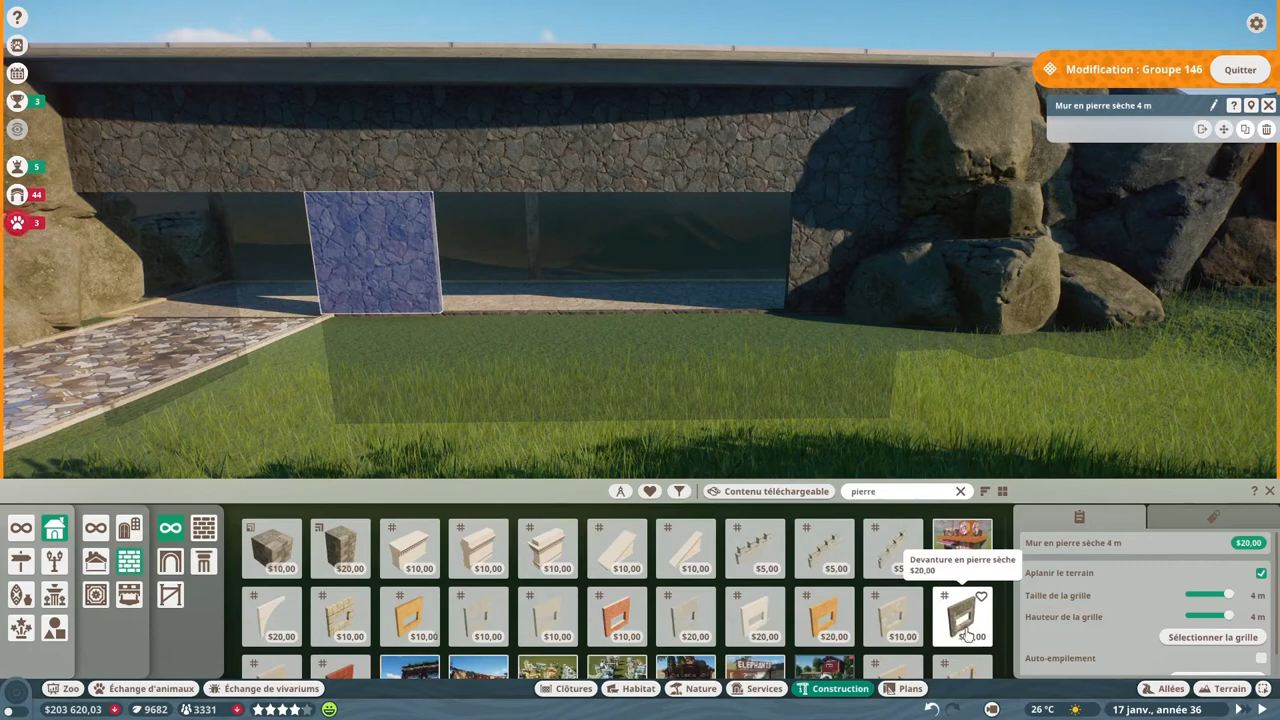 ?
Modification : Groupe 146
Quitter
Mur en pierre sèche 4 m
?
3
5
44
3
Contenu téléchargeable
pierre
?
$10,00
$20,00
$10,00
$10,00
$10,00
$10,00
$10,00
$5,00
$5,00
Devanture en pierre sèche
$20,00
Mur en pierre sèche 4 m
$20,00
Aplanir le terrain
Taille de la grille
4 m
Hauteur de la grille
4 m
Sélectionner la grille
Auto-empilement
$20,00
$10,00
$10,00
$10,00
$10,00
$10,00
$20,00
$20,00
$20,00
$10,00
ELEPHANTS
Zoo
Échange d'animaux
Échange de vivariums
Clôtures
Habitat
Nature
Services
Construction
Plans
Allées
Terrain
$203 620,03
9682
3331
26 °C
17 janv., année 36